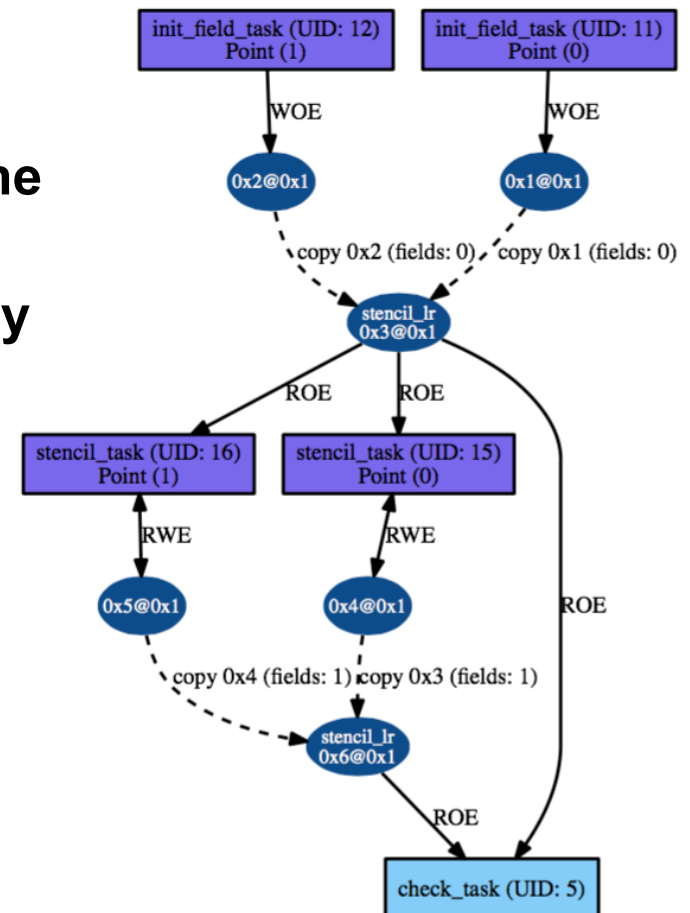 init_field_task (UID: 12)
Point (1)
init_field_task (UID: 11)
Point (0)
WOE
WOE
0x2@0x1
0x1@0x1
copy 0x2 (fields: 0)
copy 0x1 (fields: 0)
stencil_lr
0x3@0x1
ROE
ROE
stencil_task (UID: 16)
Point (1)
stencil_task (UID: 15)
Point (0)
RWE
RWE
0x5@0x1
0x4@0x1
ROE
copy 0x4 (fields: 1)
copy 0x3 (fields: 1)
stencil_lr
0x6@0x1
ROE
check_task (UID: 5)